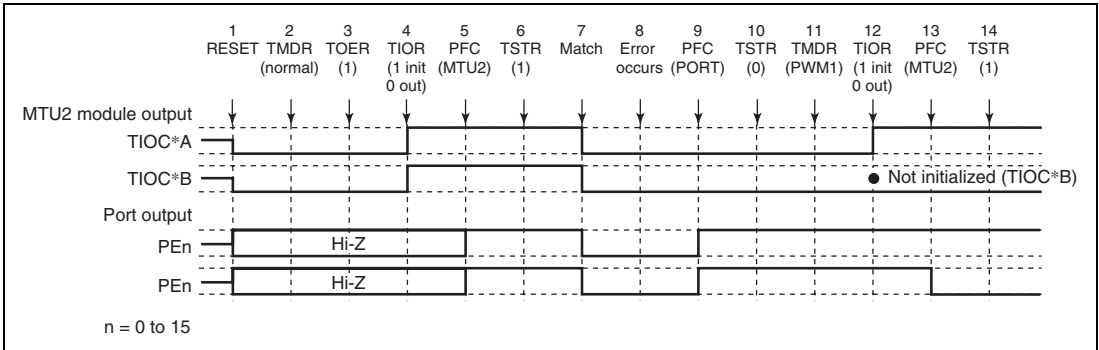 1 2 3 4 5 6 7 8 9 10 11 12 13 14
RESET TMDR TOER TIOR PFC TSTR Match Error PFC TSTR TMDR TIOR PFC TSTR
(normal) (1) (1 init (MTU2) (1) occurs (PORT) (0) (PWM1) (1 init (MTU2) (1)
0 out) 0 out)
MTU2 module output
TIOC*A
TIOC*B ● Not initialized (TIOC*B)
Port output
PEn Hi-Z
PEn Hi-Z
n = 0 to 15